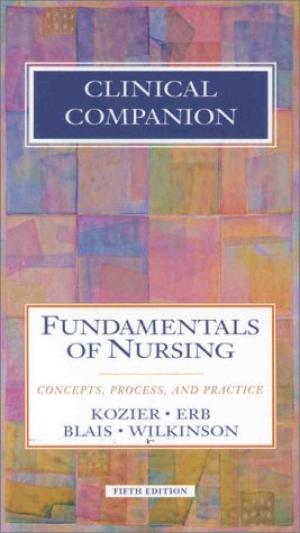 CLINICAL
COMPANION
FUNDAMENTALS
OF NURSING
CONCEPTS, PROCESS, AND PRACTICE
KOZIER • ERB
BLAIS • WILKINSON
FIFTH EDITION